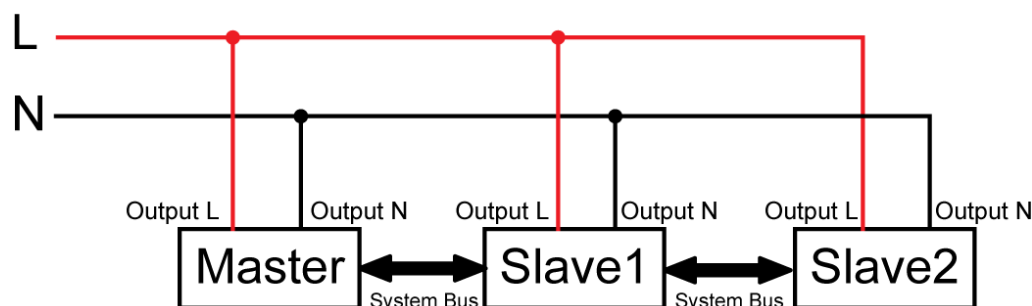 L
N
Output L Output N Output L Output N Output L Output N
Master Slave1 Slave2
System Bus System Bus